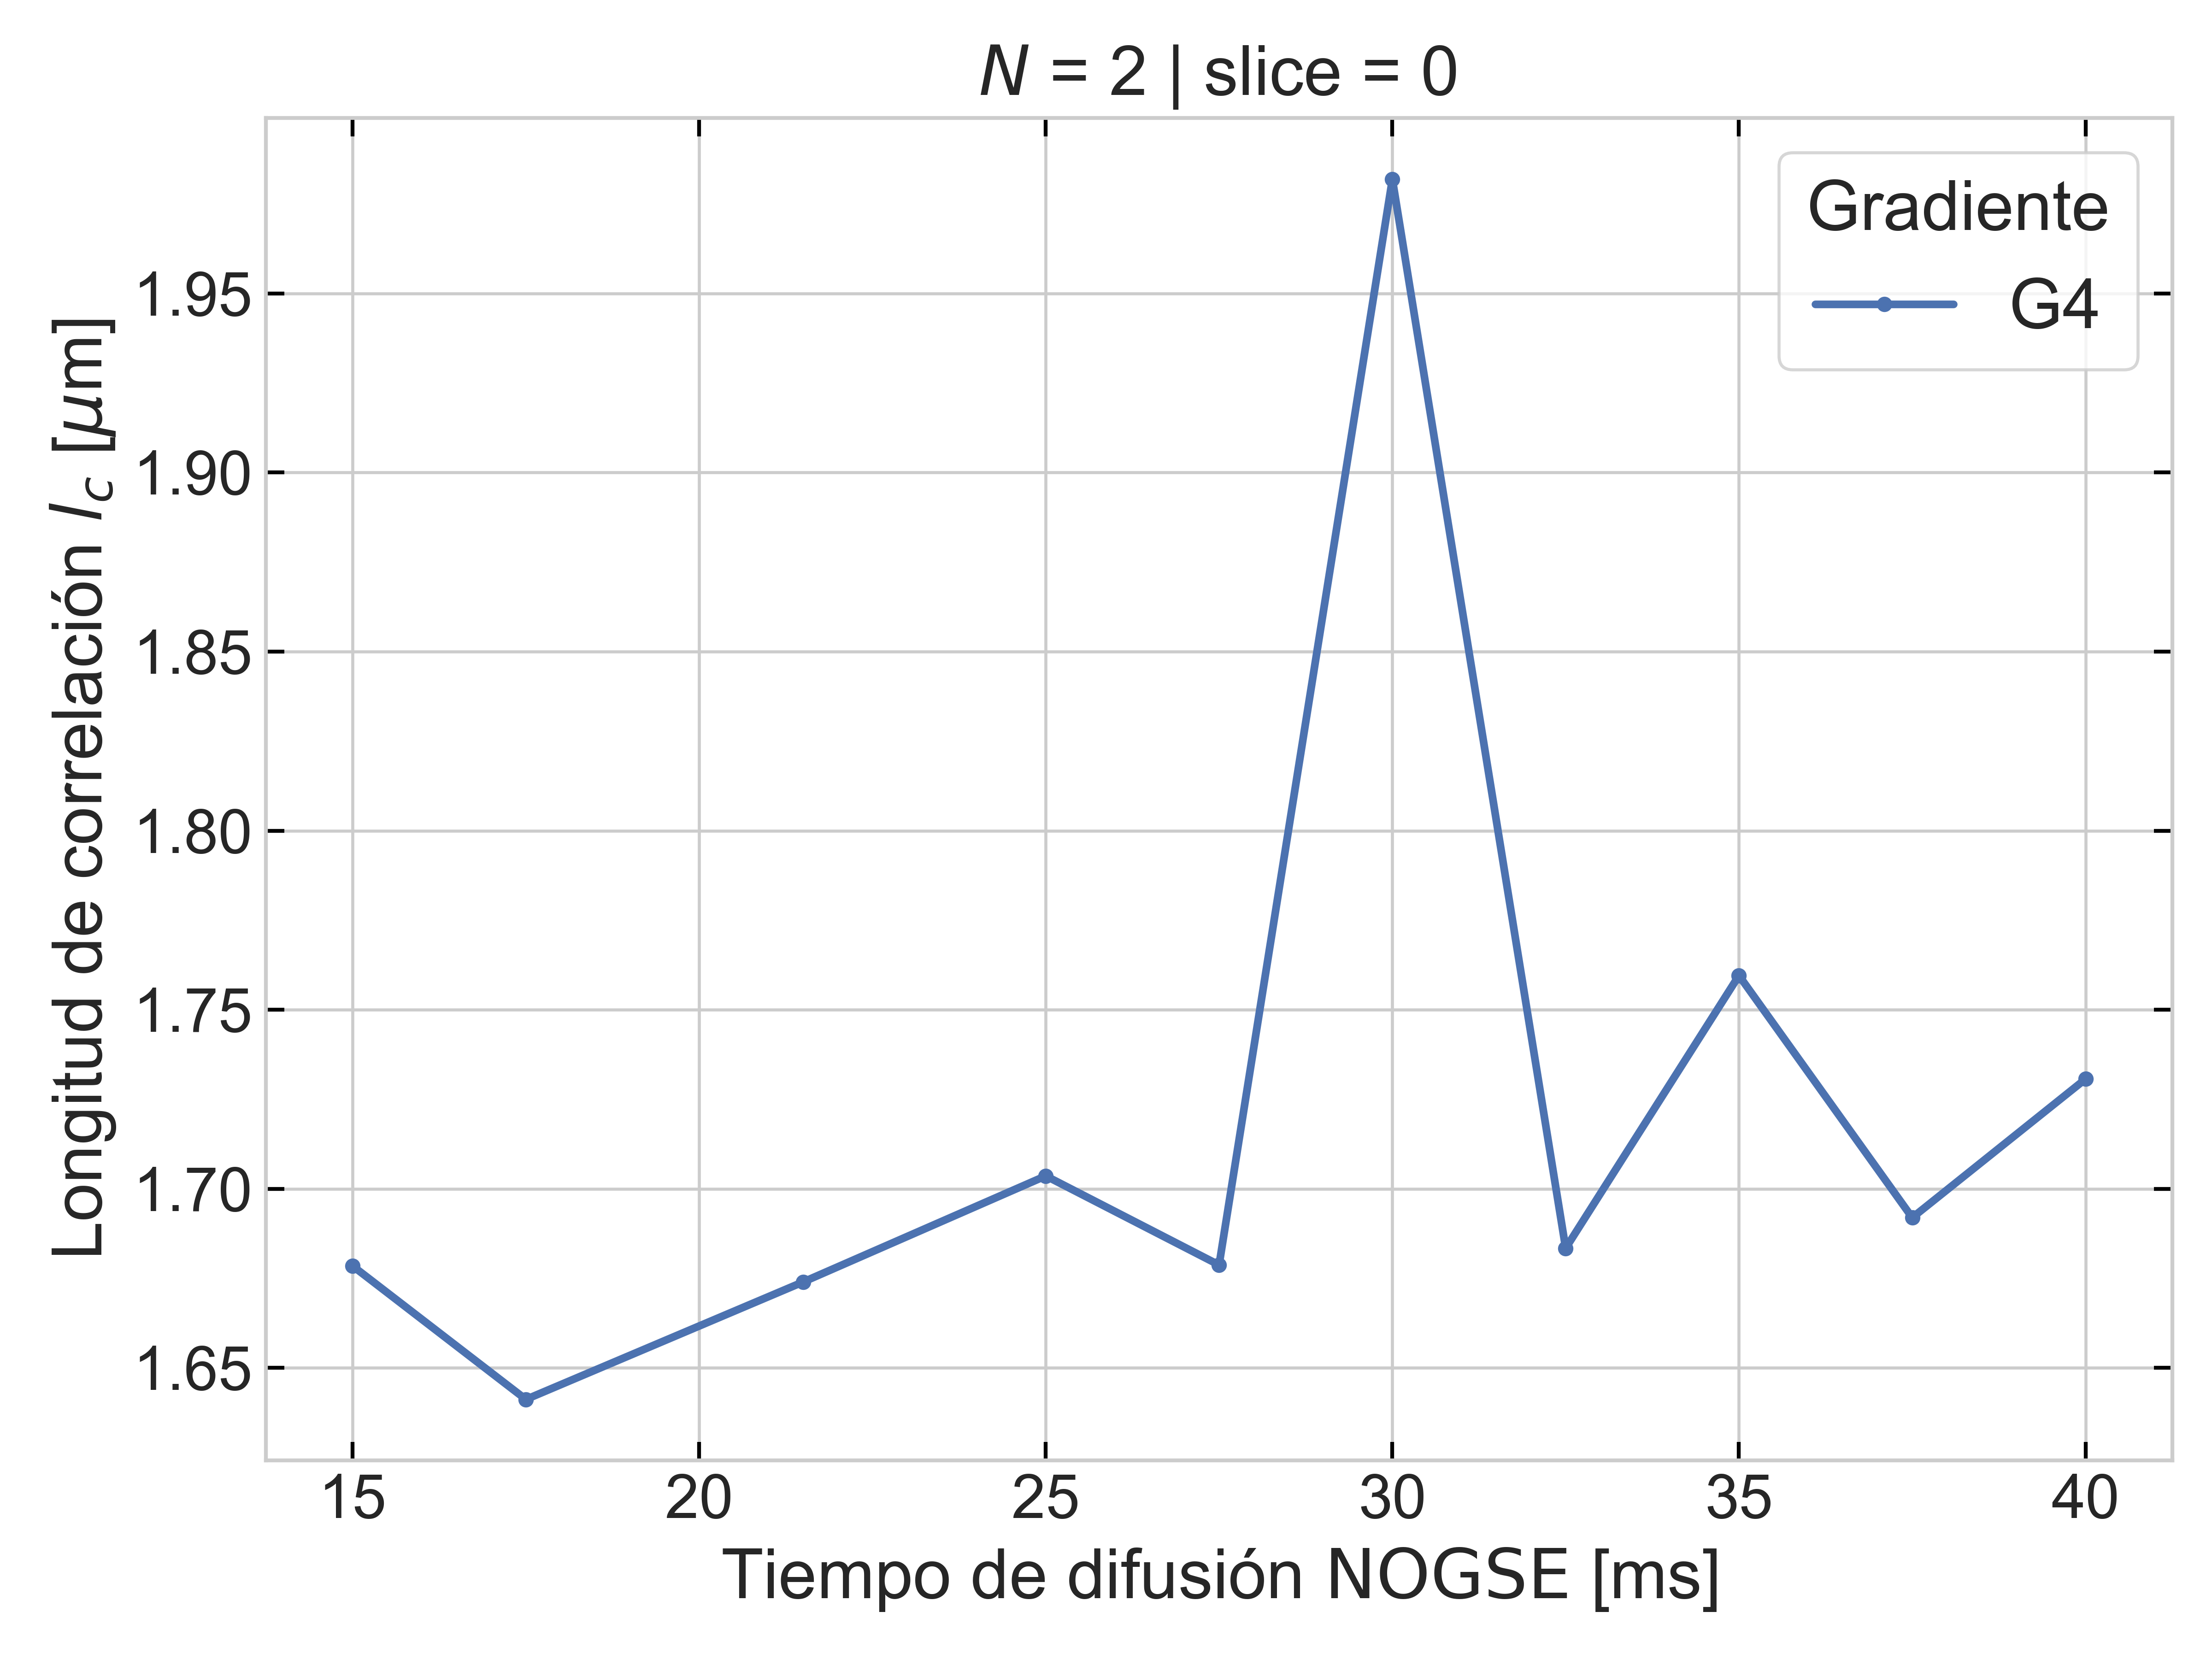 N = 2 | slice = 0
Longitud de correlación l_c [μm]
1.95
1.90
1.85
1.80
1.75
1.70
1.65
Gradiente
G4
15 20 25 30 35 40
Tiempo de difusión NOGSE [ms]